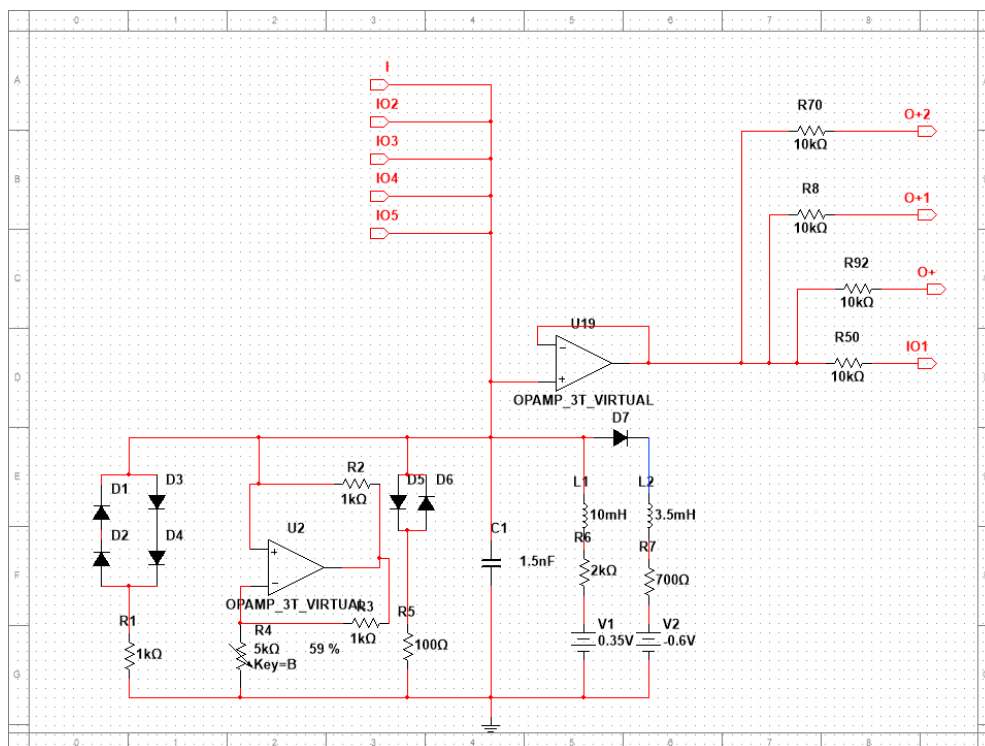 0 1 2 3 4 5 6 7 8
A
B
C
D
E
F
G
I
IO2
IO3
IO4
IO5
R70
10kΩ
O+2
R8
10kΩ
O+1
R92
10kΩ
O+
R50
10kΩ
IO1
U19
OPAMP_3T_VIRTUAL
D7
D1
D3
D2
D4
R1
1kΩ
R2
1kΩ
U2
OPAMP_3T_VIRTUAL
R3
1kΩ
R4
5kΩ
59 %
Key=B
D5
D6
R5
100Ω
C1
1.5nF
L1
10mH
R6
2kΩ
V1
0.35V
L2
3.5mH
R7
700Ω
V2
-0.6V
0 1 2 3 4 5 6 7 8